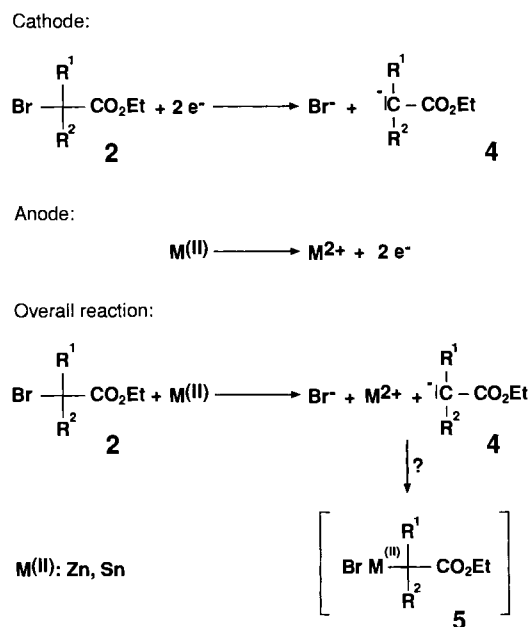 Cathode:
R¹
Br — C — CO₂Et + 2 e⁻ ⟶ Br⁻ + ⁻|C — CO₂Et
R²
2
R¹
R²
4
Anode:
M(II) ⟶ M2+ + 2 e⁻
Overall reaction:
R¹
Br — CO₂Et + M(II) ⟶ Br⁻ + M2+ + ⁻|C — CO₂Et
R²
2
R¹
R²
4
?
R¹
Br M(II) — CO₂Et
R²
5
M(II): Zn, Sn